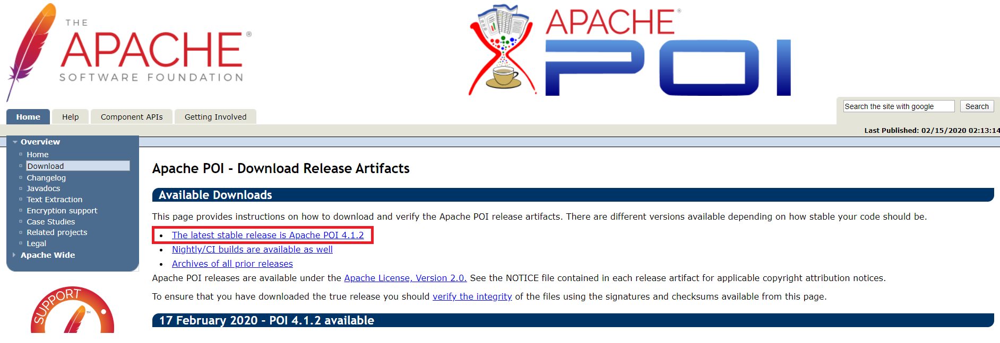 THE
APACHE®
SOFTWARE FOUNDATION
APACHE®
POI
Search the site with google
Search
Home
Help
Component APIs
Getting Involved
Last Published: 02/15/2020 02:13:14
Overview
Home
Download
Changelog
Javadocs
Text Extraction
Encryption support
Case Studies
Related projects
Legal
Apache Wide
SUPPORT
TM
Apache POI - Download Release Artifacts
Available Downloads
This page provides instructions on how to download and verify the Apache POI release artifacts. There are different versions available depending on how stable your code should be.
• The latest stable release is Apache POI 4.1.2
• Nightly/CI builds are available as well
• Archives of all prior releases
Apache POI releases are available under the Apache License, Version 2.0. See the NOTICE file contained in each release artifact for applicable copyright attribution notices.
To ensure that you have downloaded the true release you should verify the integrity of the files using the signatures and checksums available from this page.
17 February 2020 - POI 4.1.2 available